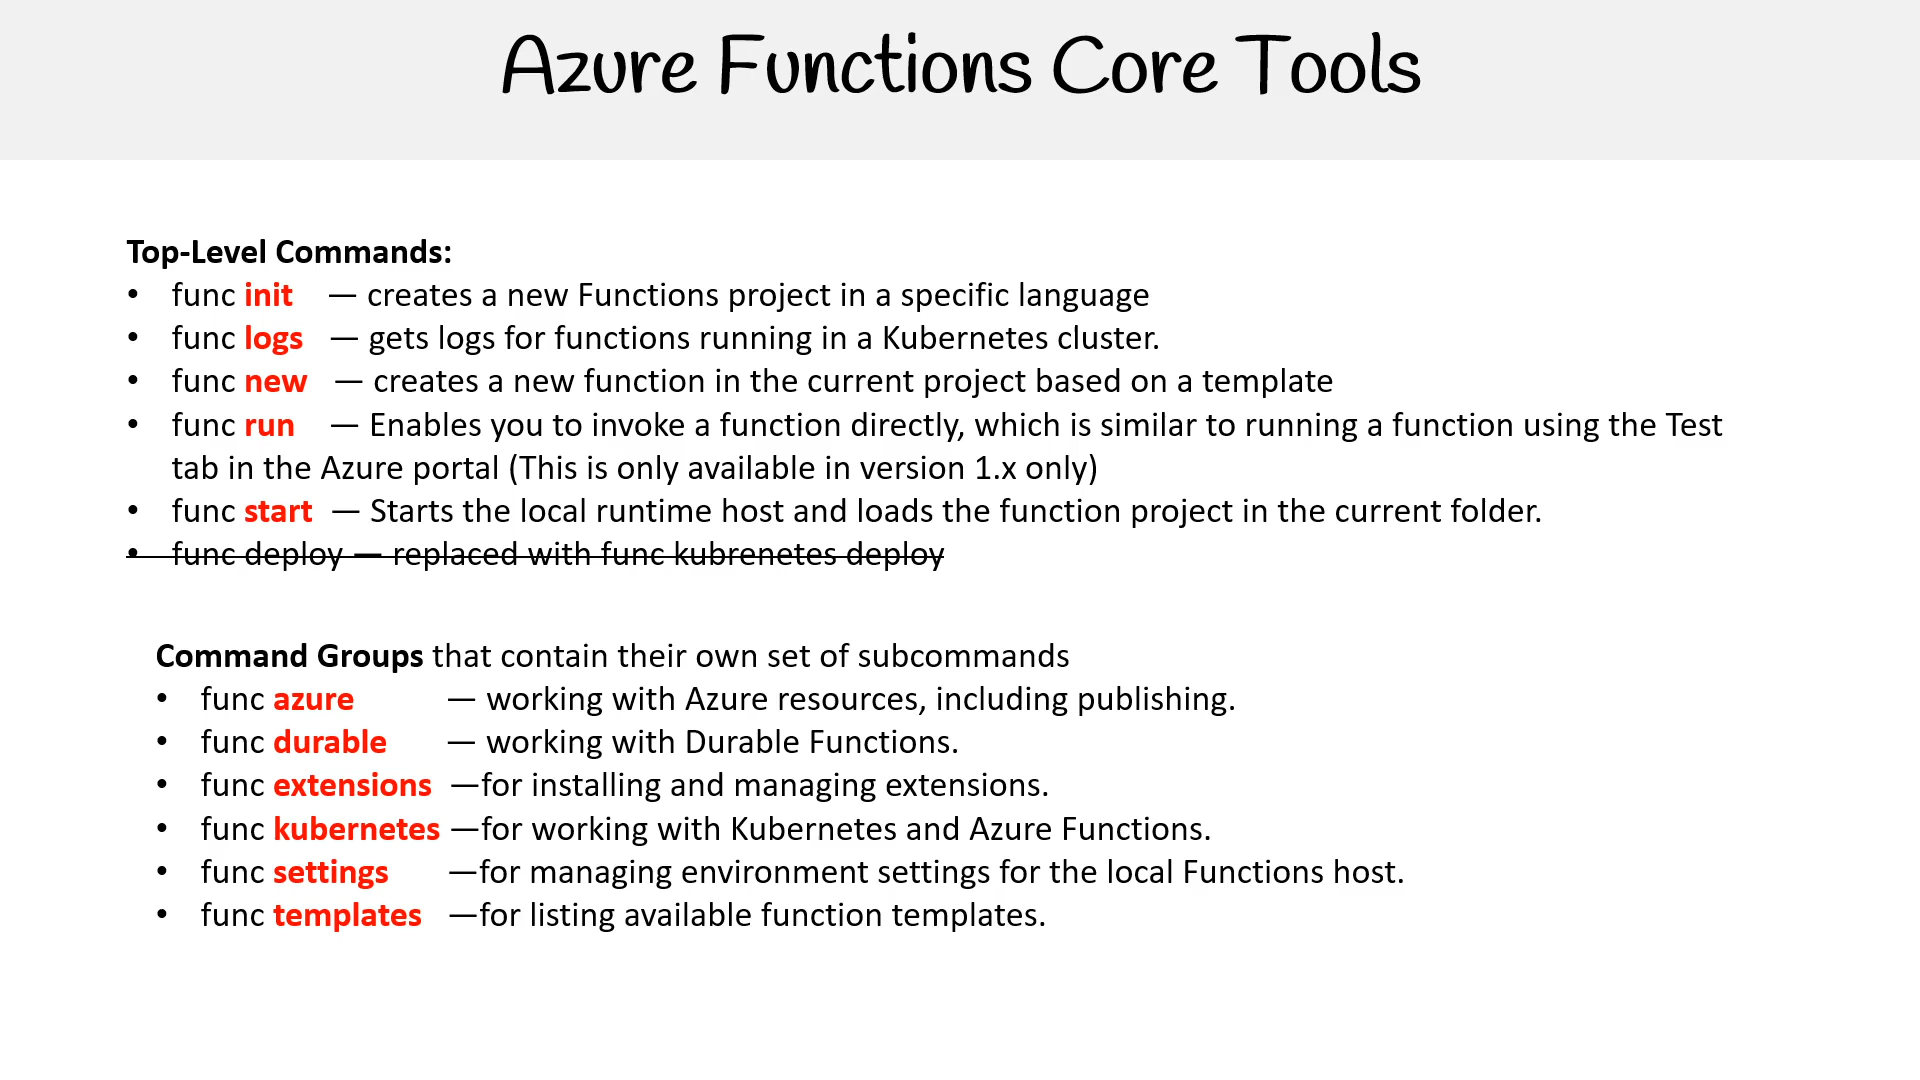 Azure Functions Core Tools
Top-Level Commands:
• func init — creates a new Functions project in a specific language
• func logs — gets logs for functions running in a Kubernetes cluster.
• func new — creates a new function in the current project based on a template
• func run — Enables you to invoke a function directly, which is similar to running a function using the Test
tab in the Azure portal (This is only available in version 1.x only)
• func start — Starts the local runtime host and loads the function project in the current folder.
• func deploy — replaced with func kubrenetes deploy
Command Groups that contain their own set of subcommands
• func azure — working with Azure resources, including publishing.
• func durable — working with Durable Functions.
• func extensions —for installing and managing extensions.
• func kubernetes —for working with Kubernetes and Azure Functions.
• func settings —for managing environment settings for the local Functions host.
• func templates —for listing available function templates.